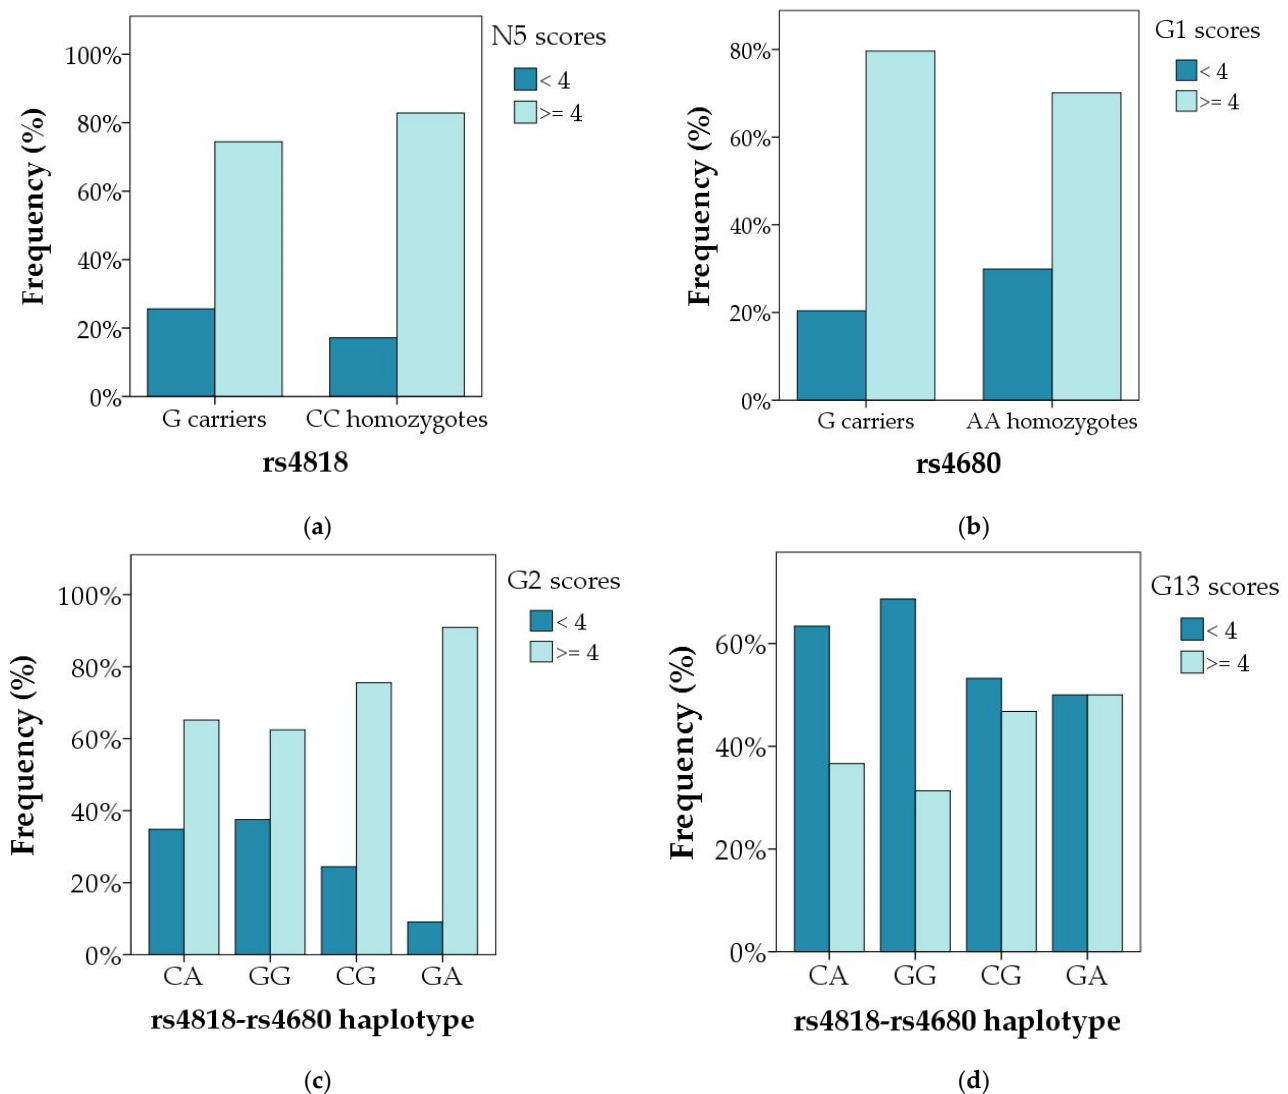 N5 scores
< 4
>= 4
Frequency (%)
100%
80%
60%
40%
20%
0%
G carriers
CC homozygotes
rs4818
(a)
G1 scores
< 4
>= 4
Frequency (%)
80%
60%
40%
20%
0%
G carriers
AA homozygotes
rs4680
(b)
G2 scores
< 4
>= 4
Frequency (%)
100%
80%
60%
40%
20%
0%
CA
GG
CG
GA
rs4818-rs4680 haplotype
(c)
G13 scores
< 4
>= 4
Frequency (%)
60%
40%
20%
0%
CA
GG
CG
GA
rs4818-rs4680 haplotype
(d)